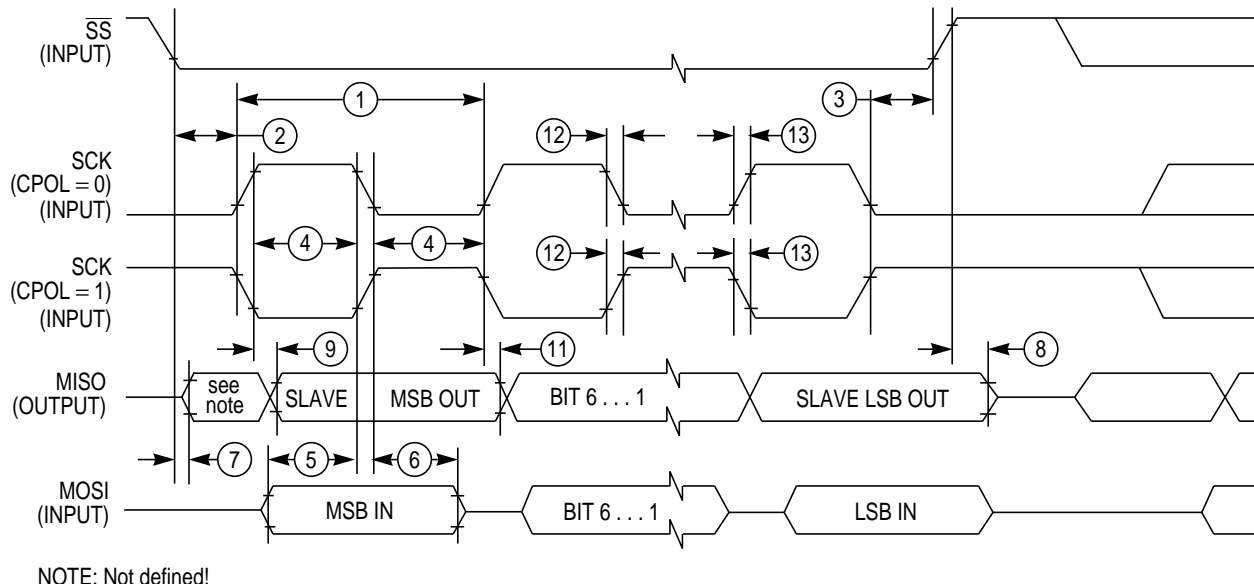 SS
(INPUT)
1
3
2
12
13
SCK
(CPOL = 0)
(INPUT)
4
4
12
13
SCK
(CPOL = 1)
(INPUT)
9
11
8
MISO
(OUTPUT)
see
note
SLAVE
MSB OUT
BIT 6 . . . 1
SLAVE LSB OUT
7
5
6
MOSI
(INPUT)
MSB IN
BIT 6 . . . 1
LSB IN
NOTE: Not defined!